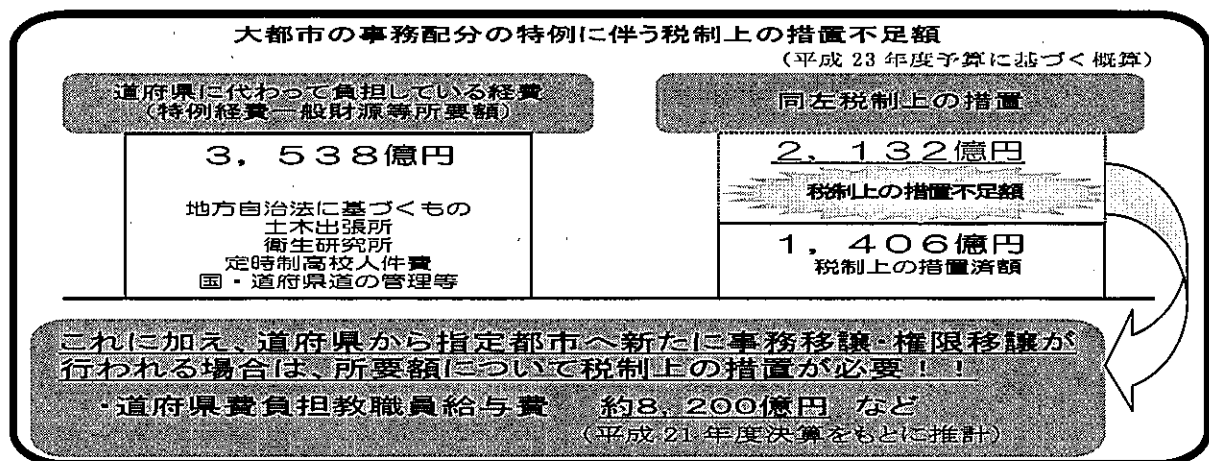 大都市の事務配分の特例に伴う税制上の措置不足額
(平成23年度予算に基づく概算)
道府県に代わって負担している経費
(特例経費一般財源等所要額)
3,538億円
地方自治法に基づくもの
土木出張所
衛生研究所
定時制高校人件費
国・道府県道の管理等
同左税制上の措置
2,132億円
税制上の措置不足額
1,406億円
税制上の措置済額
これに加え、道府県から指定都市へ新たに事務移譲・権限移譲が
行われる場合は、所要額について税制上の措置が必要!!
・道府県費負担教職員給与費 約8,200億円 など
(平成21年度決算をもとに推計)